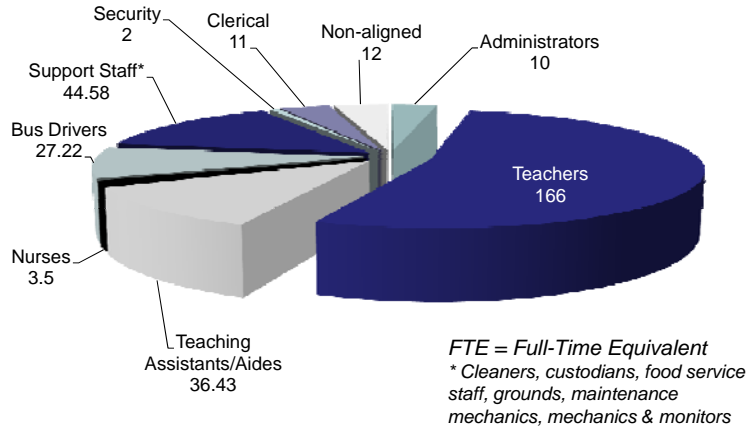 Security
2
Clerical
11
Non-aligned
12
Administrators
10
Support Staff*
44.58
Bus Drivers
27.22
Teachers
166
Nurses
3.5
Teaching
Assistants/Aides
36.43
FTE = Full-Time Equivalent
* Cleaners, custodians, food service
staff, grounds, maintenance
mechanics, mechanics & monitors